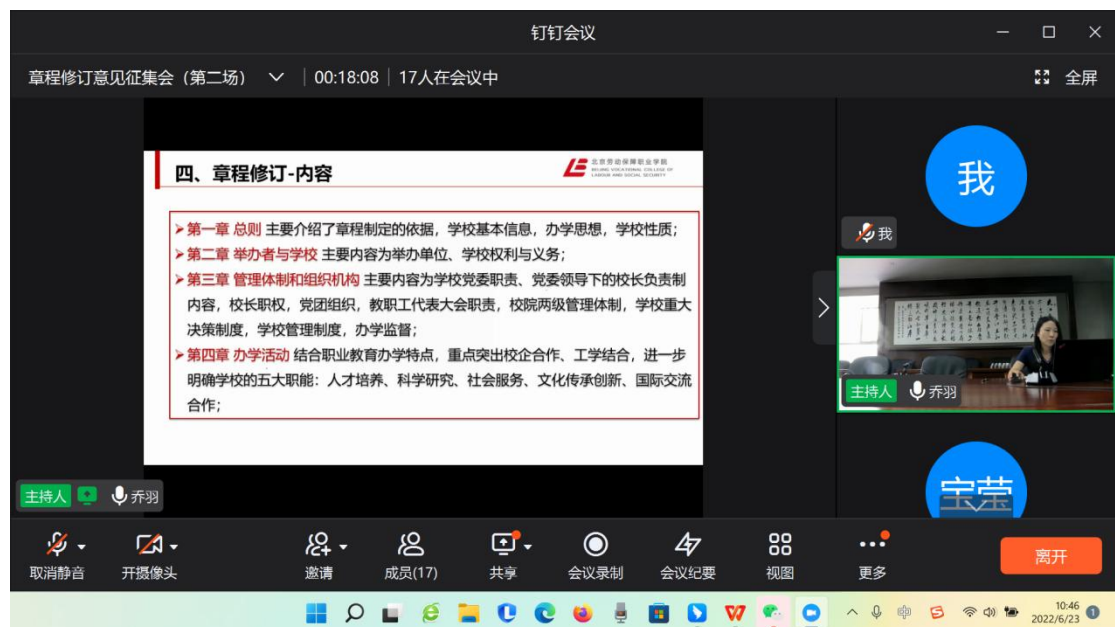 钉钉会议
章程修订意见征集会（第二场） 00:18:08 17人在会议中 全屏
四、章程修订-内容
北京劳动保障职业学院
BEIJING VOCATIONAL COLLEGE OF
LABOUR AND SOCIAL SECURITY
第一章 总则 主要介绍了章程制定的依据，学校基本信息，办学思想，学校性质；
第二章 举办者与学校 主要内容为举办单位、学校权利与义务；
第三章 管理体制和组织机构 主要内容为学校党委职责、党委领导下的校长负责制
内容，校长职权，党团组织，教职工代表大会职责，校院两级管理体制，学校重大
决策制度，学校管理制度，办学监督；
第四章 办学活动 结合职业教育办学特点，重点突出校企合作、工学结合，进一步
明确学校的五大职能：人才培养、科学研究、社会服务、文化传承创新、国际交流
合作；
我
我
主持人 乔羽
宝莹
主持人 乔羽
取消静音 开摄像头 邀请 成员(17) 共享 会议录制 会议纪要 视图 更多 离开
中 10:46
2022/6/23 1